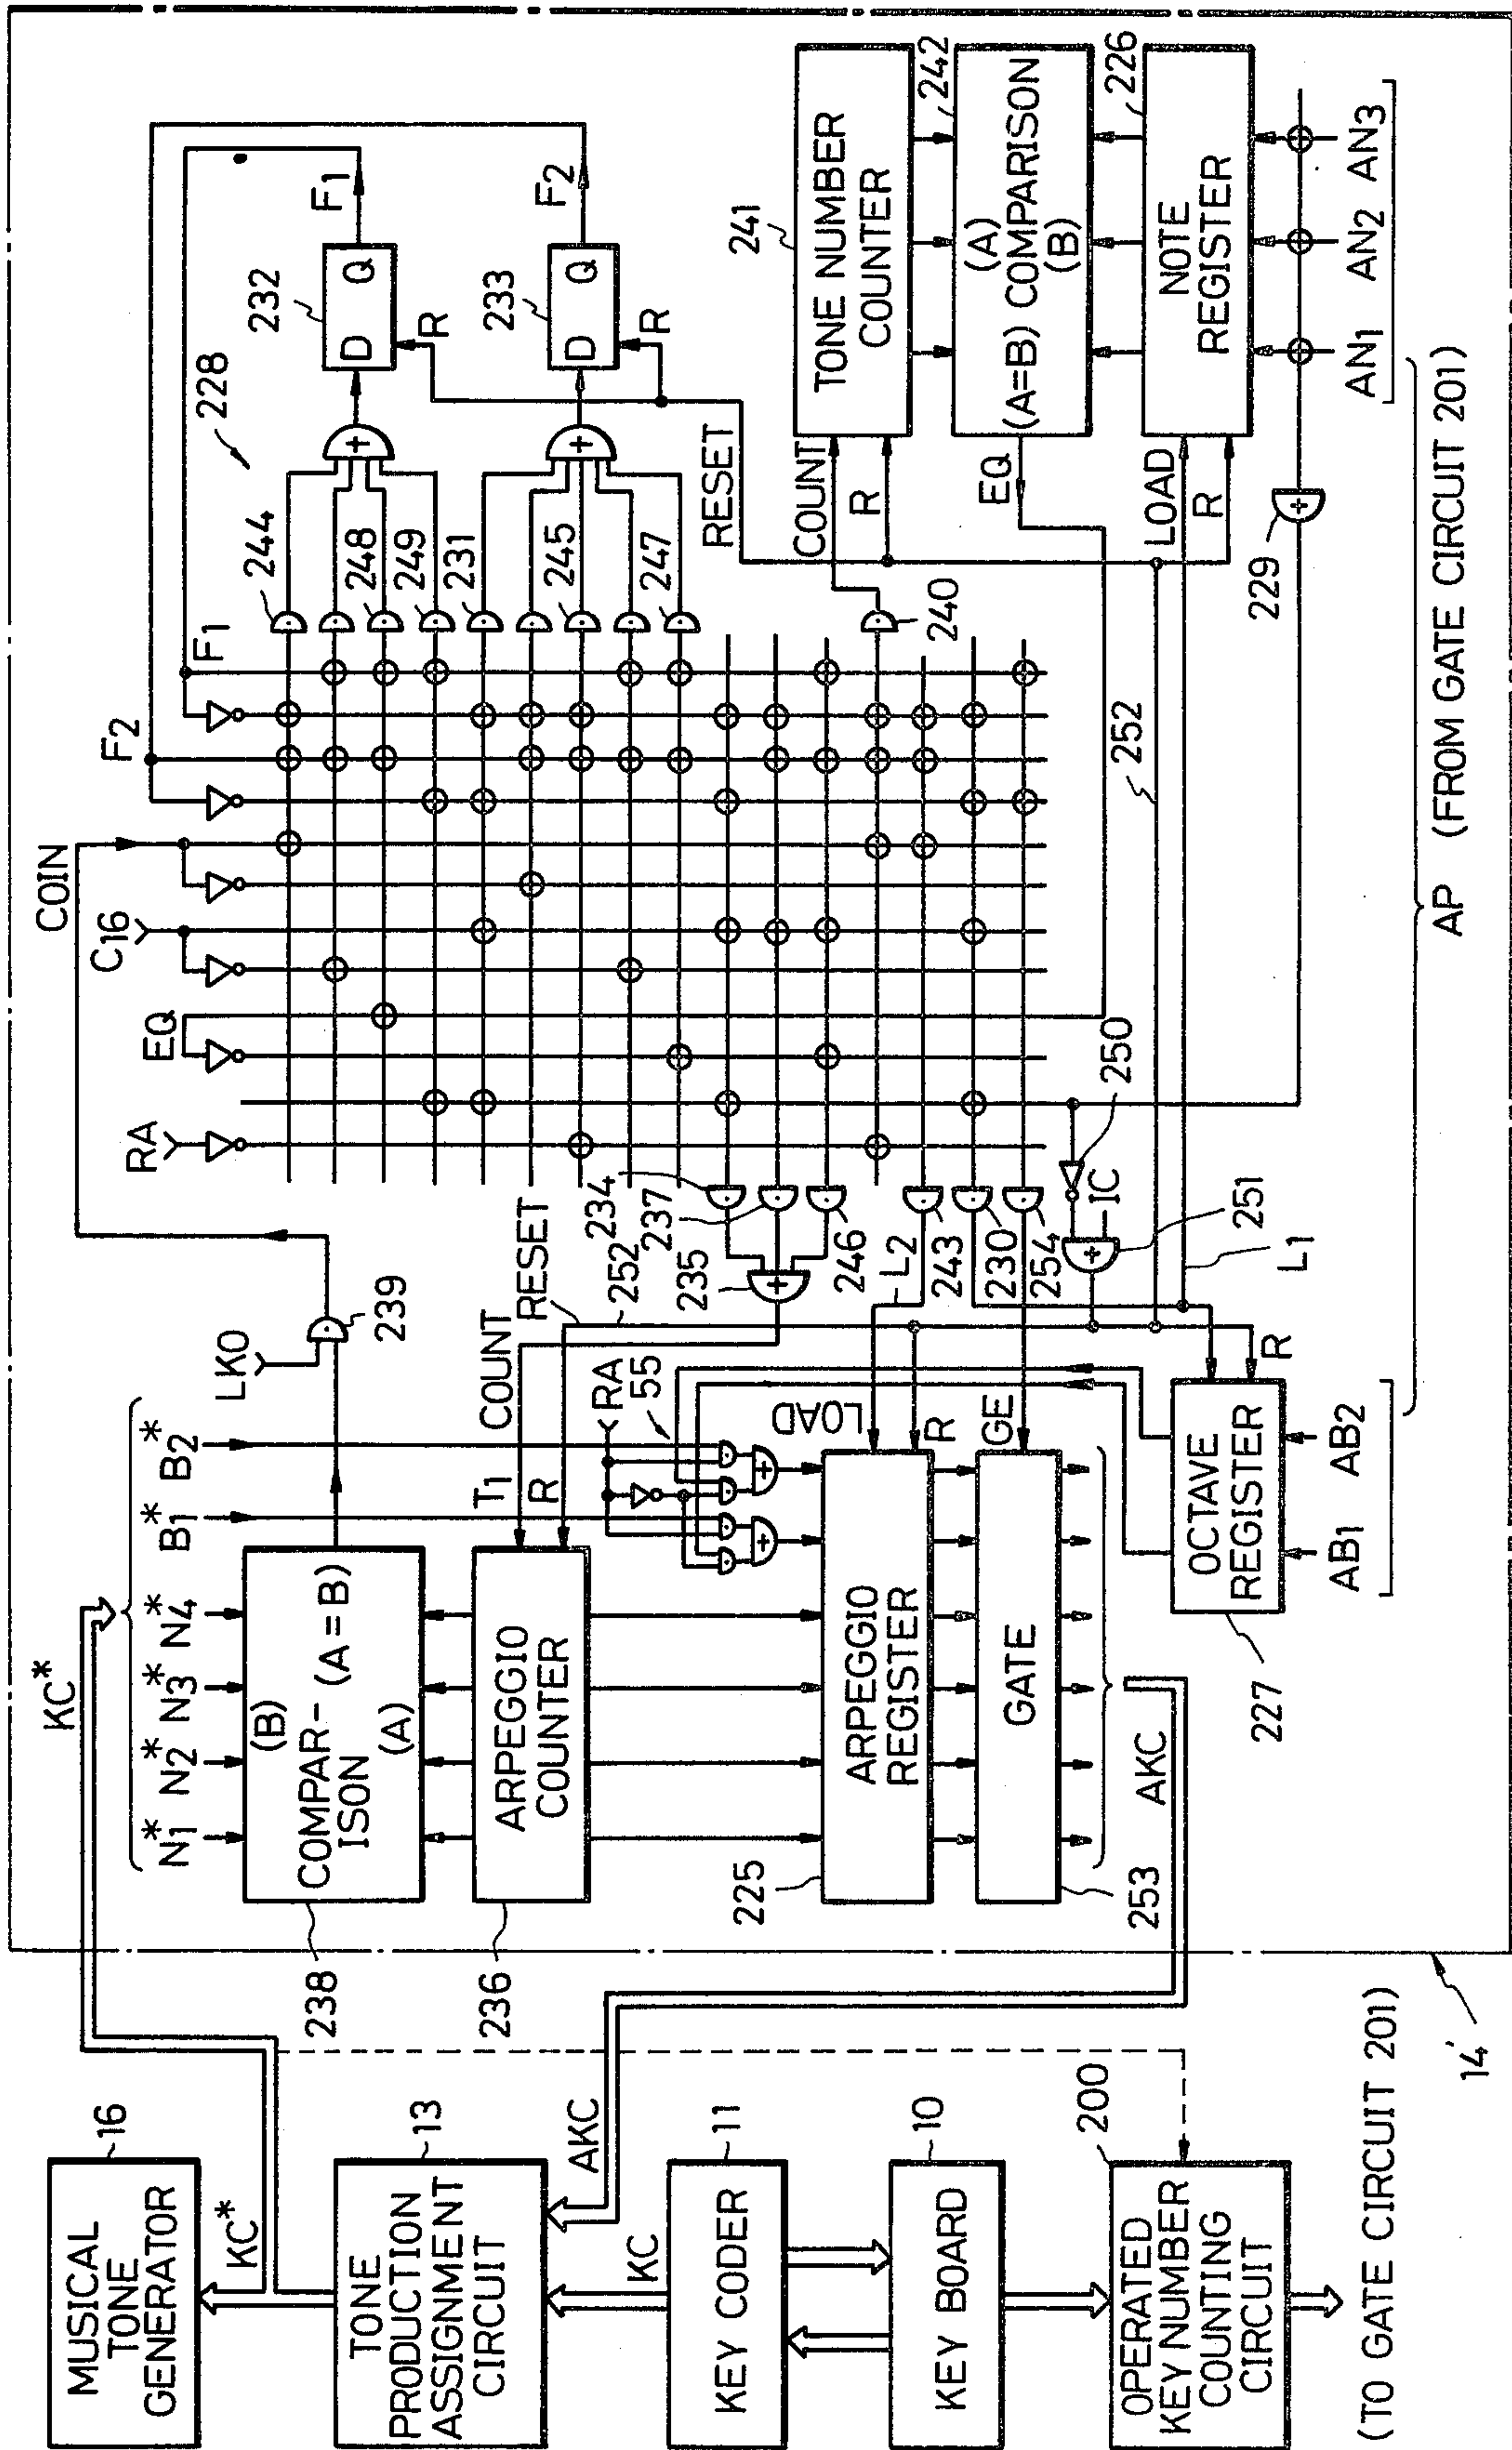 MUSICAL
TONE
GENERATOR
16
KC*
TONE
PRODUCTION
ASSIGNMENT
CIRCUIT
13
AKC
KC
KEY CODER
11
KEY BOARD
10
OPERATED
KEY NUMBER
COUNTING
CIRCUIT
200
(TO GATE CIRCUIT 201)
14'
KC*
N1* N2* N3* N4* B1* B2*
(B)
COMPAR-
ISON
(A = B)
(A)
238
ARPEGGIO
COUNTER
236
T1
COUNT
R
RESET
252
LKO
239
COIN
RA
55
ARPEGGIO
REGISTER
225
LOAD
R
L2
GATE
GE
253
AKC
OCTAVE
REGISTER
227
R
AB1 AB2
234
237
235
246
243
230
254
250
IC
251
L1
RA
EQ
C16
COIN
F2
F1
228
244
248
249
231
245
247
240
252
232
D Q
R
F1
233
D Q
R
F2
RESET
COUNT
R
241
TONE NUMBER
COUNTER
242
(A)
(A=B) COMPARISON
(B)
EQ
226
NOTE
REGISTER
LOAD
R
229
AN1 AN2 AN3
AP (FROM GATE CIRCUIT 201)